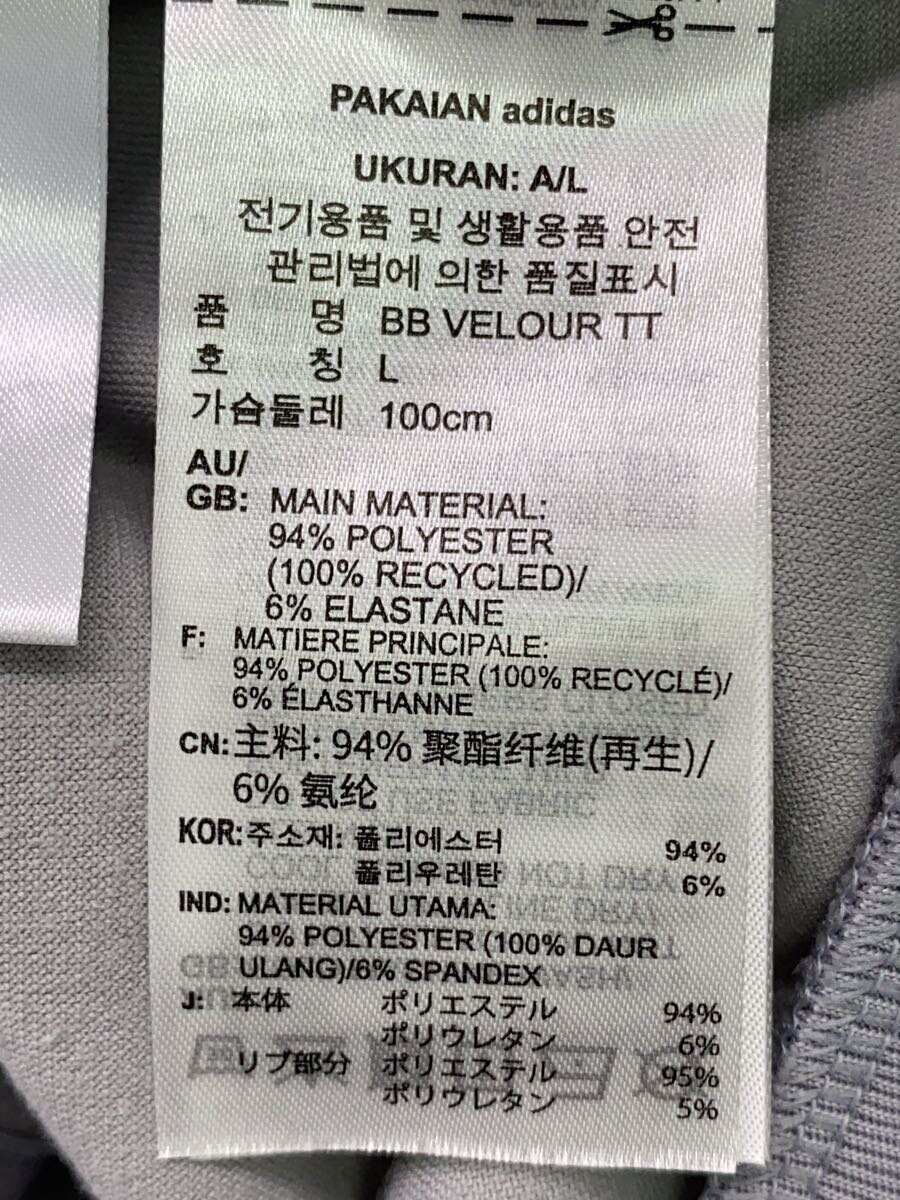 PAKAIAN adidas
UKURAN: A/L
전기용품 및 생활용품 안전
관리법에 의한 품질표시
품 명 BB VELOUR TT
호 칭 L
가슴둘레 100cm
AU/
GB: MAIN MATERIAL:
94% POLYESTER
(100% RECYCLED)/
6% ELASTANE
F: MATIERE PRINCIPALE:
94% POLYESTER (100% RECYCLÉ)/
6% ÉLASTHANNE
CN: 主料: 94% 聚酯纤维(再生)/
6% 氨纶
KOR: 주소재: 폴리에스터 94%
폴리우레탄 6%
IND: MATERIAL UTAMA:
94% POLYESTER (100% DAUR
ULANG)/6% SPANDEX
J: 本体 ポリエステル 94%
ポリウレタン 6%
リブ部分 ポリエステル 95%
ポリウレタン 5%